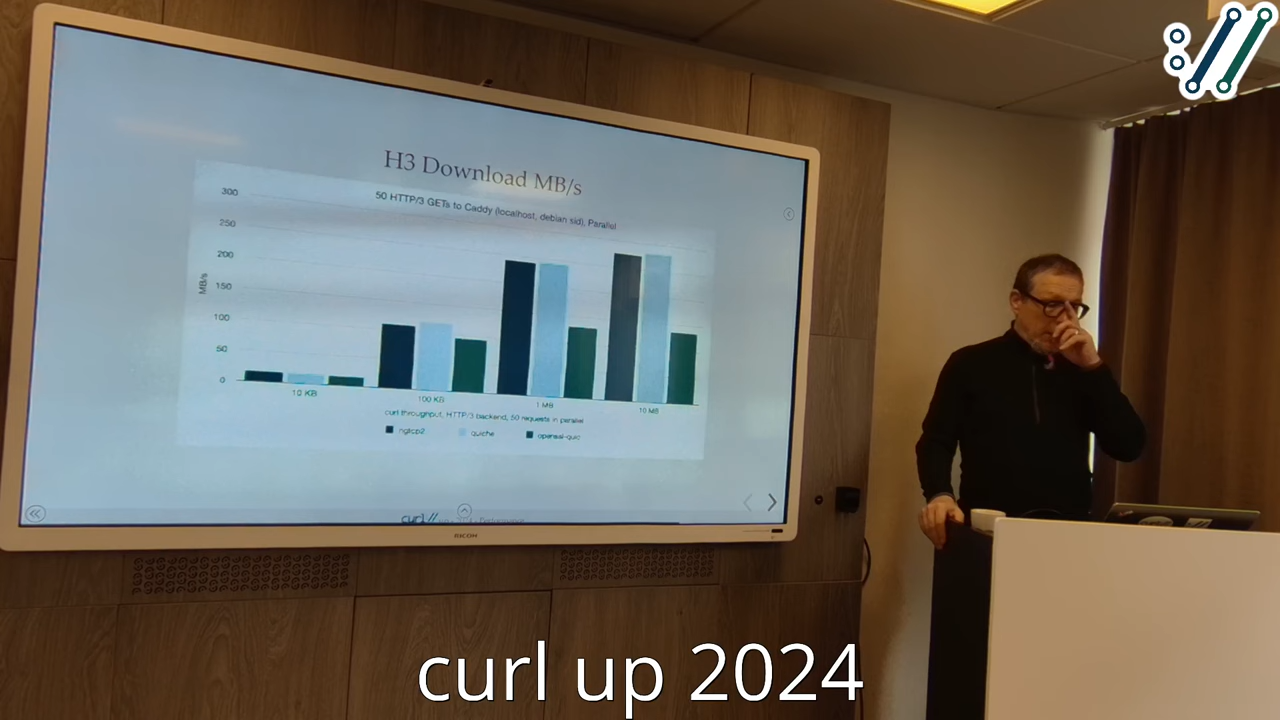 H3 Download MB/s
50 HTTP/3 GETs to Caddy (localhost, debian sid), Parallel
300
250
200
150
100
50
0
MB/s
10 KB
100 KB
1 MB
10 MB
curl throughput, HTTP/3 backend, 50 requests in parallel
ngtcp2
quiche
openssl-quic
curl://
Performance
RICOH
curl up 2024